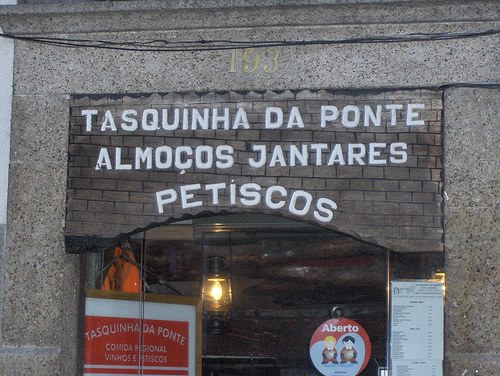 193
TASQUINHA DA PONTE
ALMOÇOS JANTARES
PETISCOS
TASQUINHA DA PONTE
COMIDA REGIONAL
VINHOS E PETISCOS
Aberto